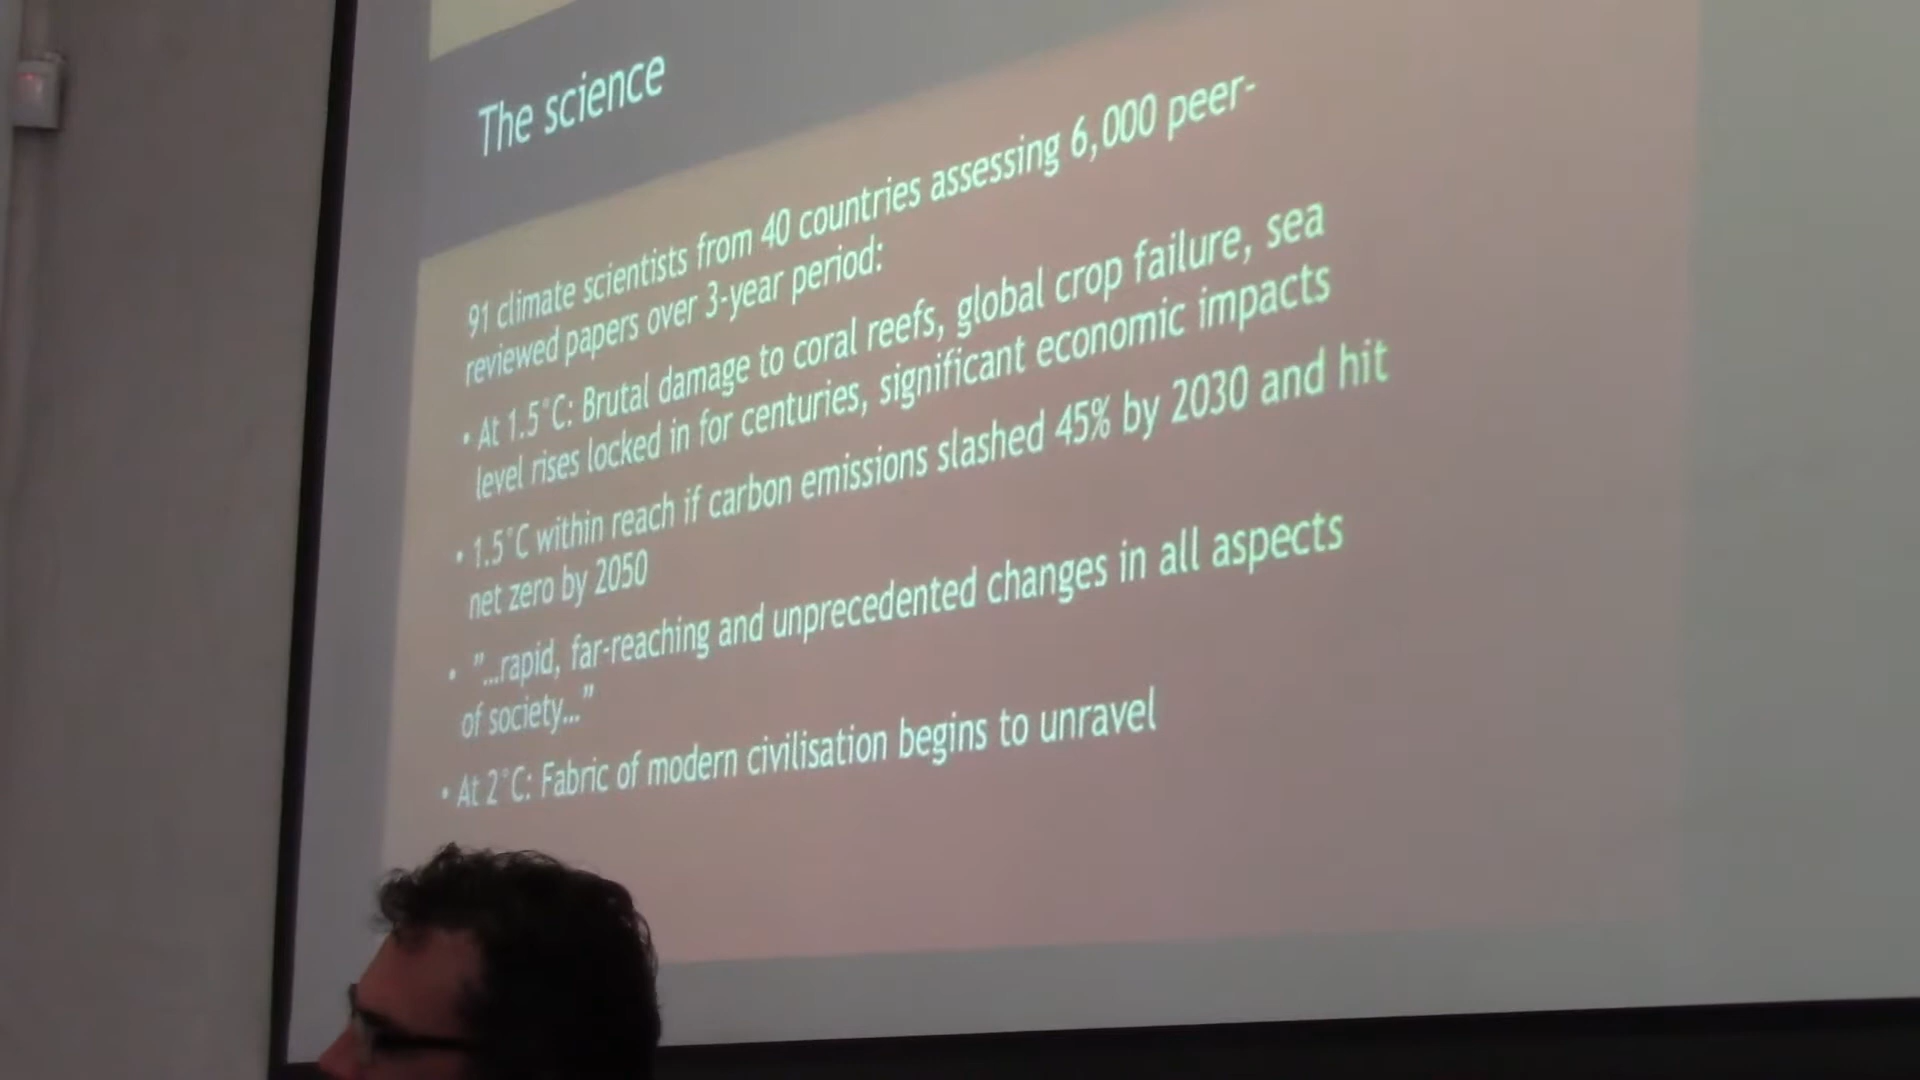 The science
91 climate scientists from 40 countries assessing 6,000 peer-
reviewed papers over 3-year period:
• At 1.5°C: Brutal damage to coral reefs, global crop failure, sea
level rises locked in for centuries, significant economic impacts
• 1.5°C within reach if carbon emissions slashed 45% by 2030 and hit
net zero by 2050
• "...rapid, far-reaching and unprecedented changes in all aspects
of society..."
• At 2°C: Fabric of modern civilisation begins to unravel